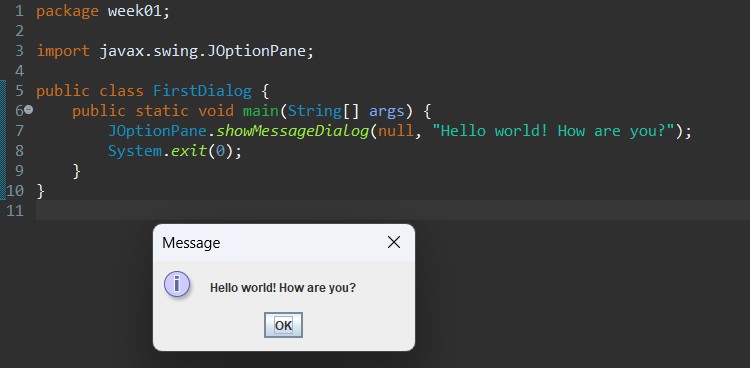 1 package week01;
2
3 import javax.swing.JOptionPane;
4
5 public class FirstDialog {
6     public static void main(String[] args) {
7         JOptionPane.showMessageDialog(null, "Hello world! How are you?");
8         System.exit(0);
9     }
10 }
11
Message
i
Hello world! How are you?
OK